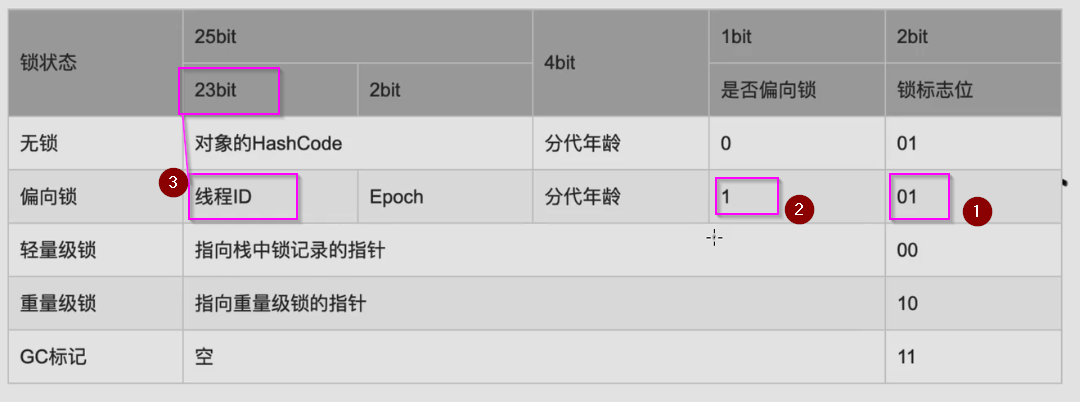 锁状态 25bit 4bit 1bit 2bit
23bit 2bit 是否偏向锁 锁标志位
无锁 对象的HashCode 分代年龄 0 01
3 偏向锁 线程ID Epoch 分代年龄 1 2 01 1
轻量级锁 指向栈中锁记录的指针 00
重量级锁 指向重量级锁的指针 10
GC标记 空 11